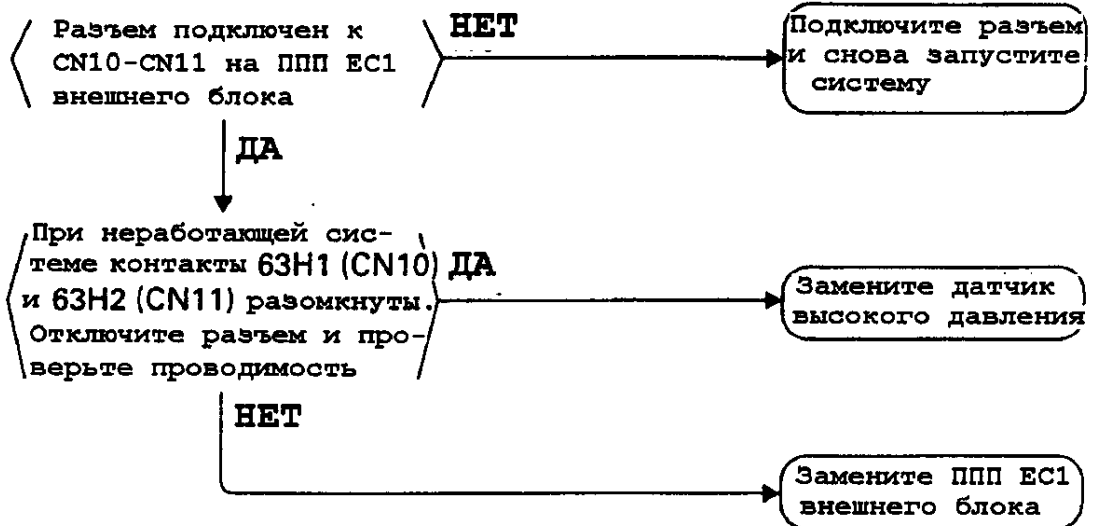 Разъем подключен к
CN10-CN11 на ППП EC1
внешнего блока
НЕТ
Подключите разъем
и снова запустите
систему
ДА
При неработающей сис-
теме контакты 63H1 (CN10)
и 63H2 (CN11) разомкнуты.
Отключите разъем и про-
верьте проводимость
ДА
Замените датчик
высокого давления
НЕТ
Замените ППП EC1
внешнего блока